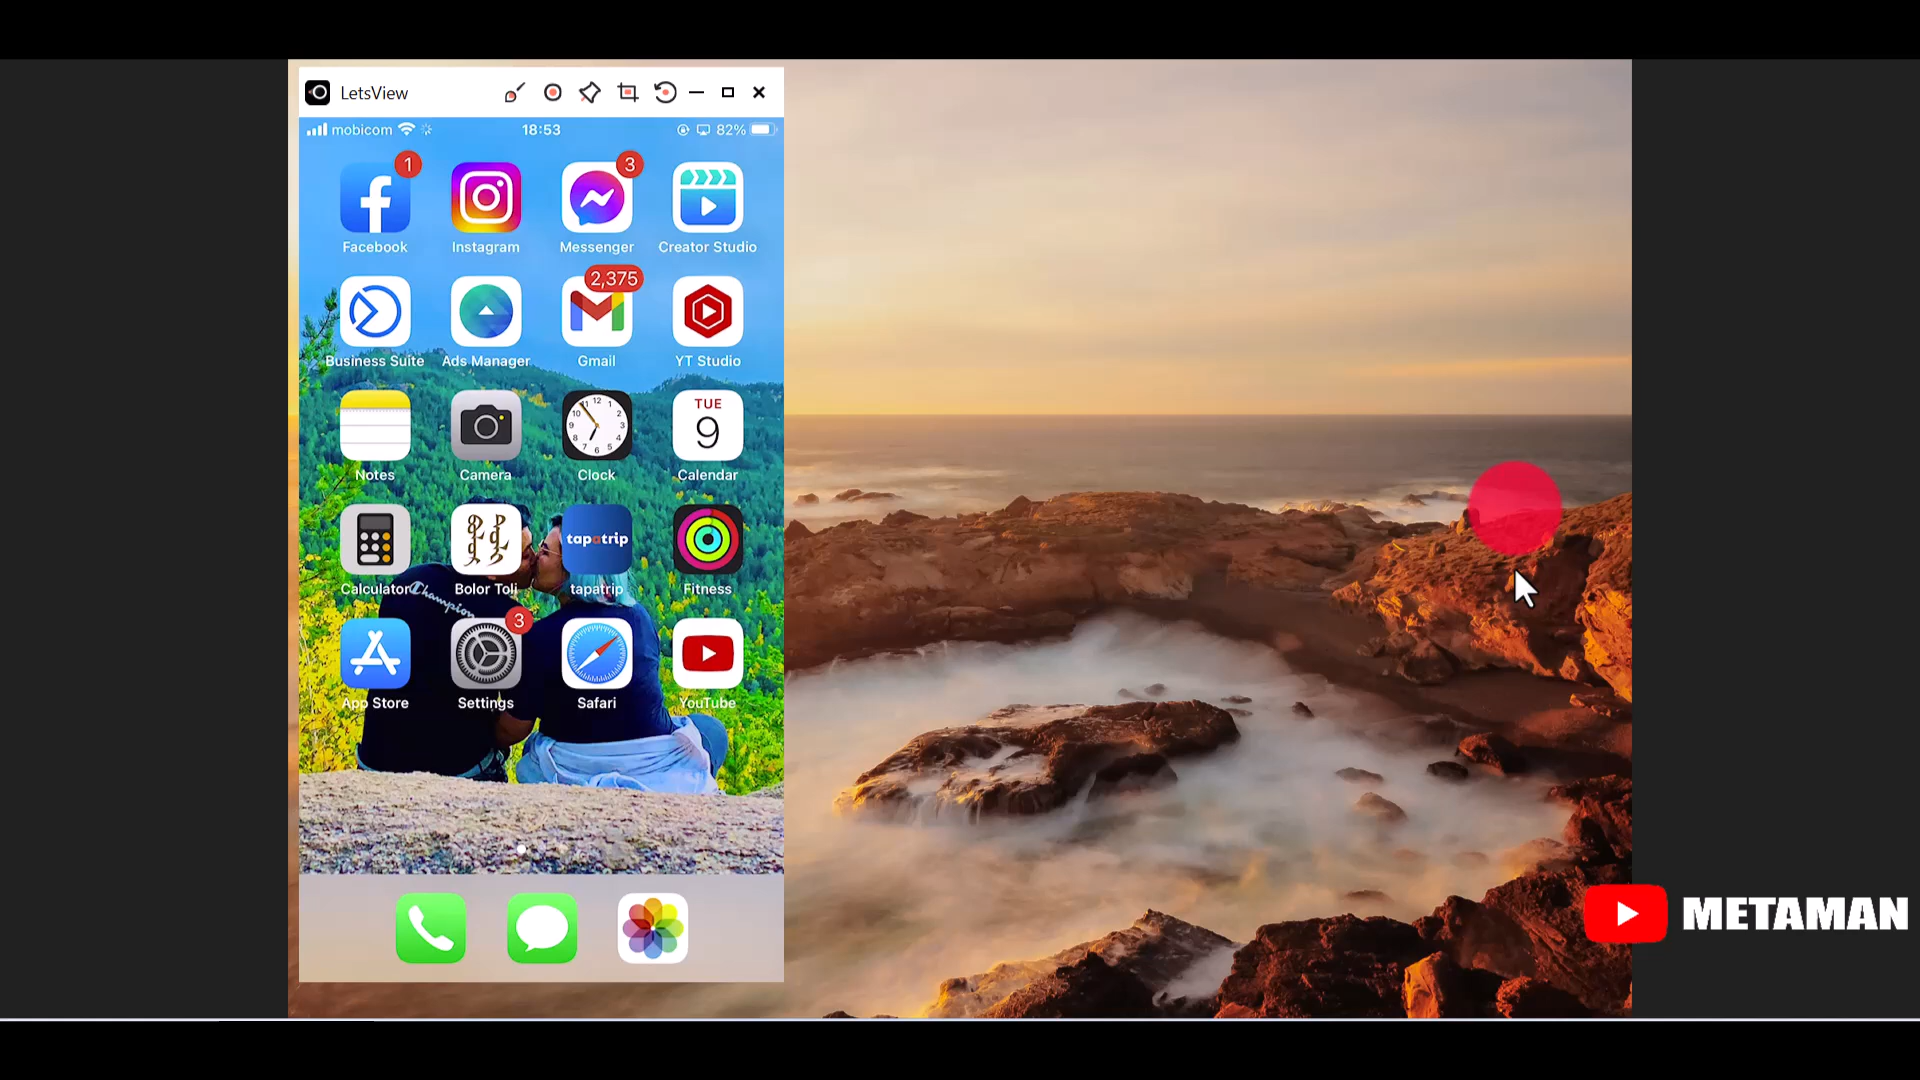 LetsView
mobicom 18:53 82%
1 3
Facebook Instagram Messenger Creator Studio
2,375
Business Suite Ads Manager Gmail YT Studio
TUE
9
Notes Camera Clock Calendar
tapatrip
Calculator Bolor Toli tapatrip Fitness
Champion
3
App Store Settings Safari YouTube
METAMAN